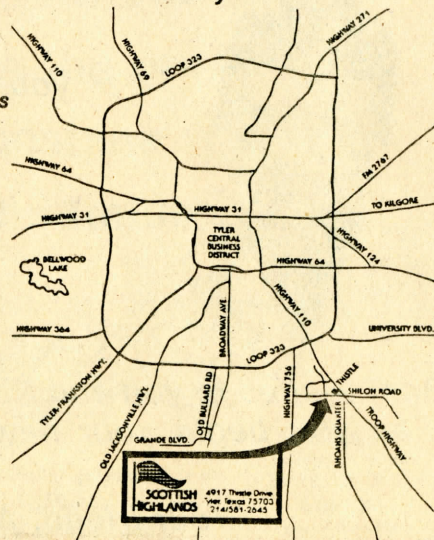 HIGHWAY 271
HIGHWAY 69
LOOP 323
HIGHWAY 110
s
FM 2767
HIGHWAY 64
TO KILGORE
HIGHWAY 31
HIGHWAY 31
TYLER
CENTRAL
BUSINESS
DISTRICT
HIGHWAY 124
BELLWOOD
LAKE
HIGHWAY 64
HIGHWAY 110
BROADWAY AVE.
HIGHWAY 364
UNIVERSITY BLVD.
LOOP 323
TYLER-FRANKSTON HWY.
OLD JACKSONVILLE HWY.
OLD BULLARD RD
HIGHWAY 756
THISTLE
SHILOH ROAD
GRANDE BLVD.
RHOANS QUARTER
TROUP HIGHWAY
SCOTTISH
HIGHLANDS
4917 Thistle Drive
Tyler, Texas 75703
214/581-2645